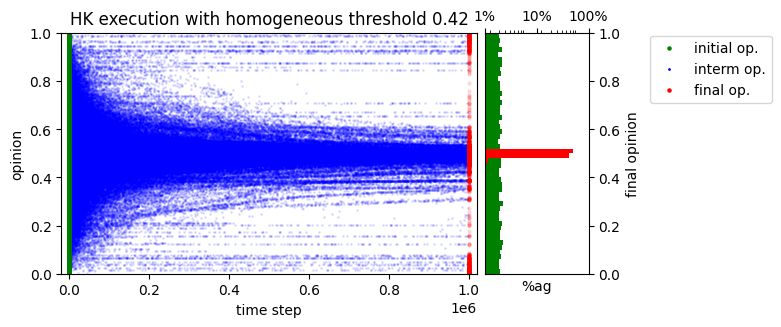 HK execution with homogeneous threshold 0.42
1% 10% 100%
initial op.
interm op.
final op.
1.0
0.8
0.6
0.4
0.2
0.0
opinion
0.0 0.2 0.4 0.6 0.8 1.0
1e6
time step
%ag
1.0
0.8
0.6
0.4
0.2
0.0
final opinion